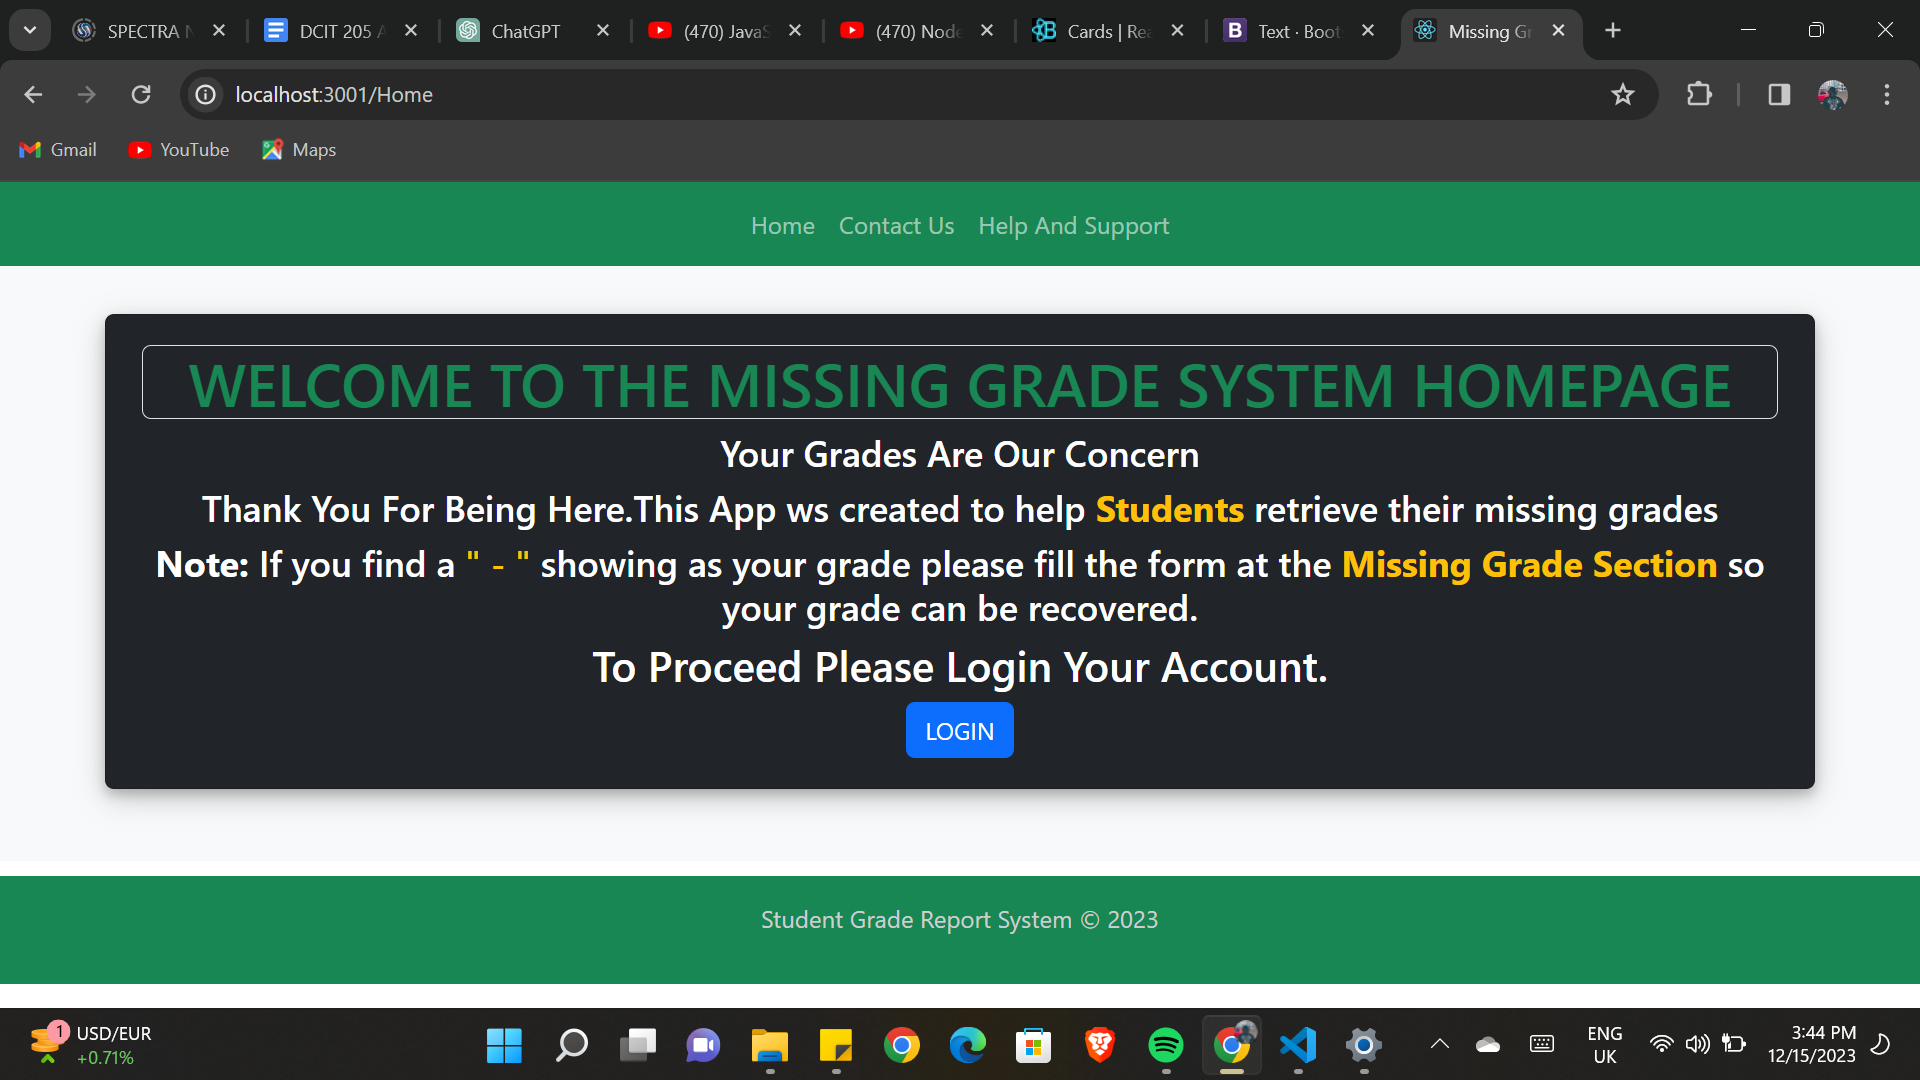 SPECTRA N
DCIT 205 A
ChatGPT
(470) JavaS
(470) Node
Cards | Rea
Text · Boot
Missing Gr
localhost:3001/Home
Gmail
YouTube
Maps
Home Contact Us Help And Support
WELCOME TO THE MISSING GRADE SYSTEM HOMEPAGE
Your Grades Are Our Concern
Thank You For Being Here.This App ws created to help Students retrieve their missing grades
Note: If you find a " - " showing as your grade please fill the form at the Missing Grade Section so
your grade can be recovered.
To Proceed Please Login Your Account.
LOGIN
Student Grade Report System © 2023
1
USD/EUR
+0.71%
ENG
UK
3:44 PM
12/15/2023